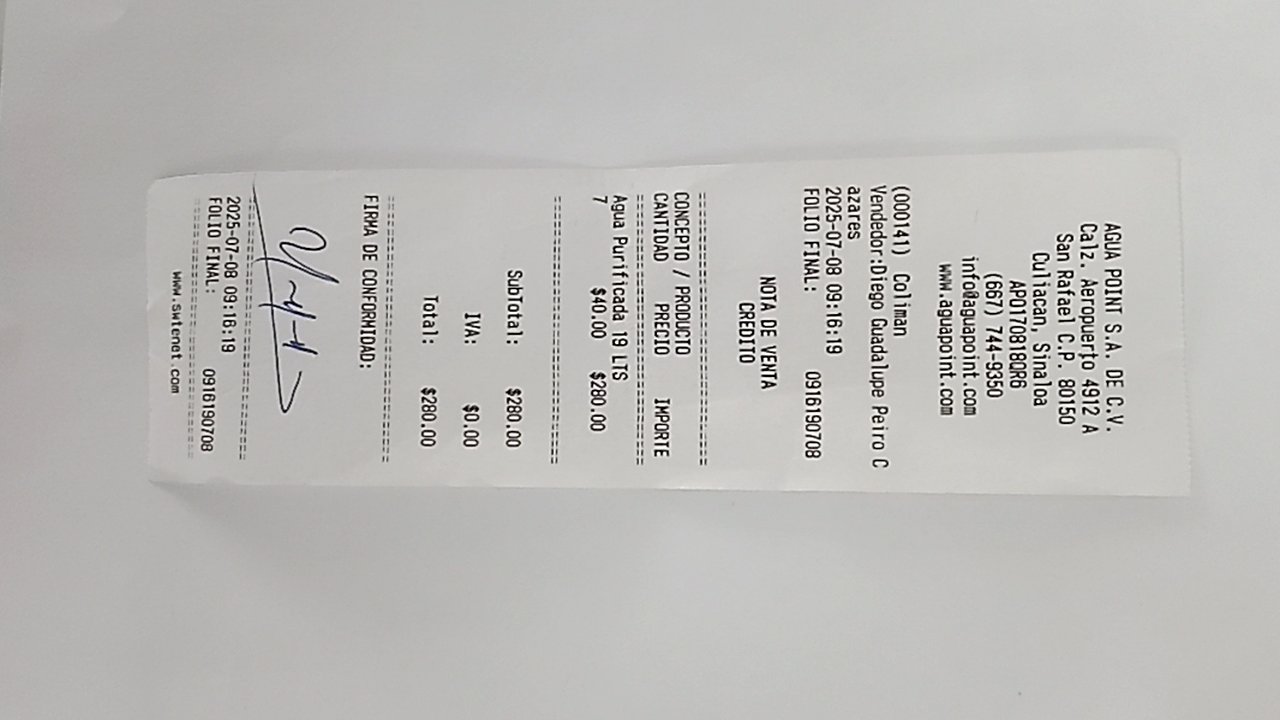 AGUA POINT S.A. DE C.V.
Calz. Aeropuerto 4912 A
San Rafael C.P. 80150
Culiacan, Sinaloa
APO170818QR6
(667) 744-9350
info@aguapoint.com
www.aguapoint.com
(000141) Coliman
Vendedor:Diego Guadalupe Peiro C
azares
2025-07-08 09:16:19
FOLIO FINAL: 0916190708
NOTA DE VENTA
CREDITO
================================
CONCEPTO / PRODUCTO
CANTIDAD PRECIO IMPORTE
================================
Agua Purificada 19 LTS
7 $40.00 $280.00
================================
SubTotal: $280.00
IVA: $0.00
Total: $280.00
================================
FIRMA DE CONFORMIDAD:
================================
2025-07-08 09:16:19
FOLIO FINAL: 0916190708
================================
www.swtenet.com